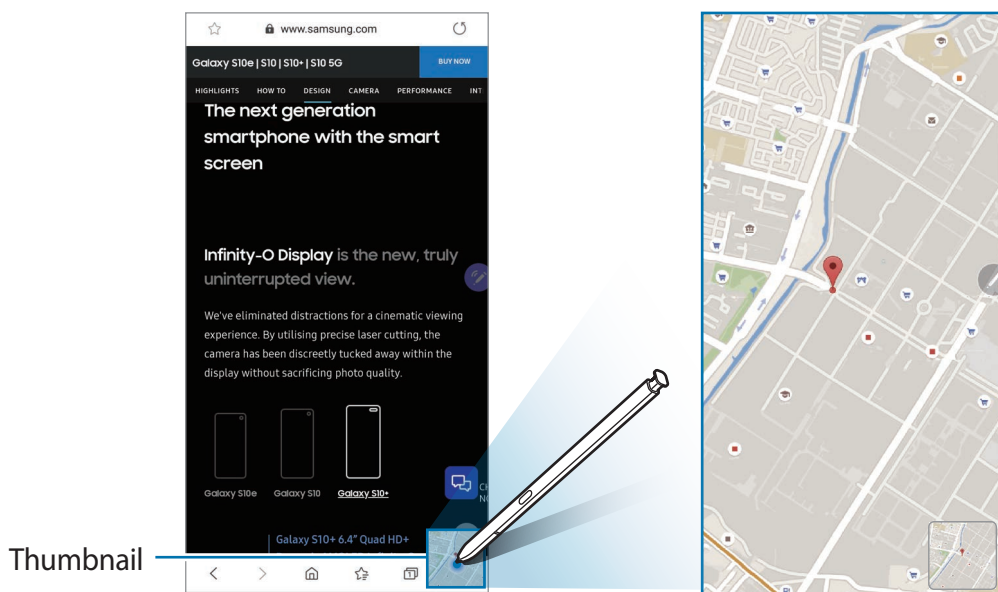 www.samsung.com
Galaxy S10e | S10 | S10+ | S10 5G
BUY NOW
HIGHLIGHTS HOW TO DESIGN CAMERA PERFORMANCE INT
The next generation
smartphone with the smart
screen
Infinity-O Display is the new, truly
uninterrupted view.
We've eliminated distractions for a cinematic viewing
experience. By utilising precise laser cutting, the
camera has been discreetly tucked away within the
display without sacrificing photo quality.
Galaxy S10e Galaxy S10 Galaxy S10+
Galaxy S10+ 6.4" Quad HD+
Thumbnail
1